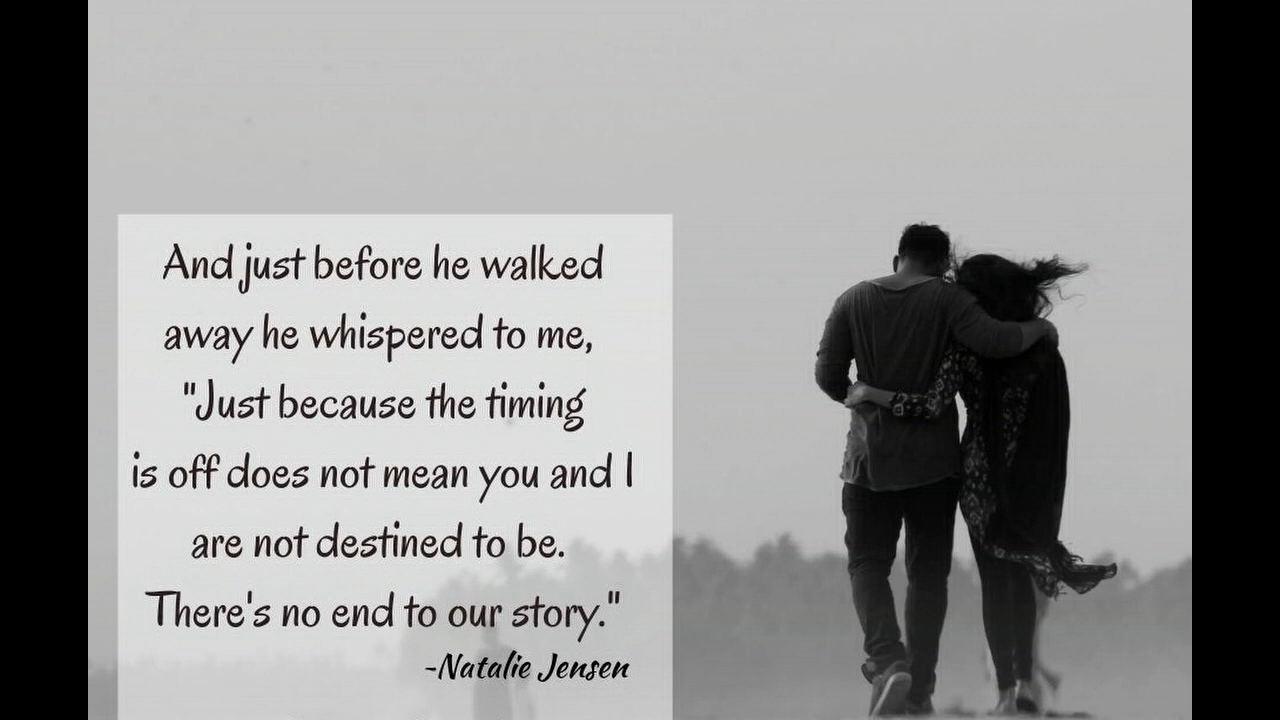 And just before he walked
away he whispered to me,
"Just because the timing
is off does not mean you and I
are not destined to be.
There's no end to our story."
-Natalie Jensen